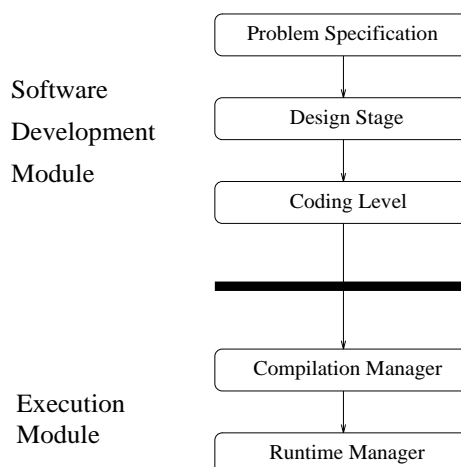 Problem Specification
Software
Development
Module
Design Stage
Coding Level
Compilation Manager
Execution
Module
Runtime Manager